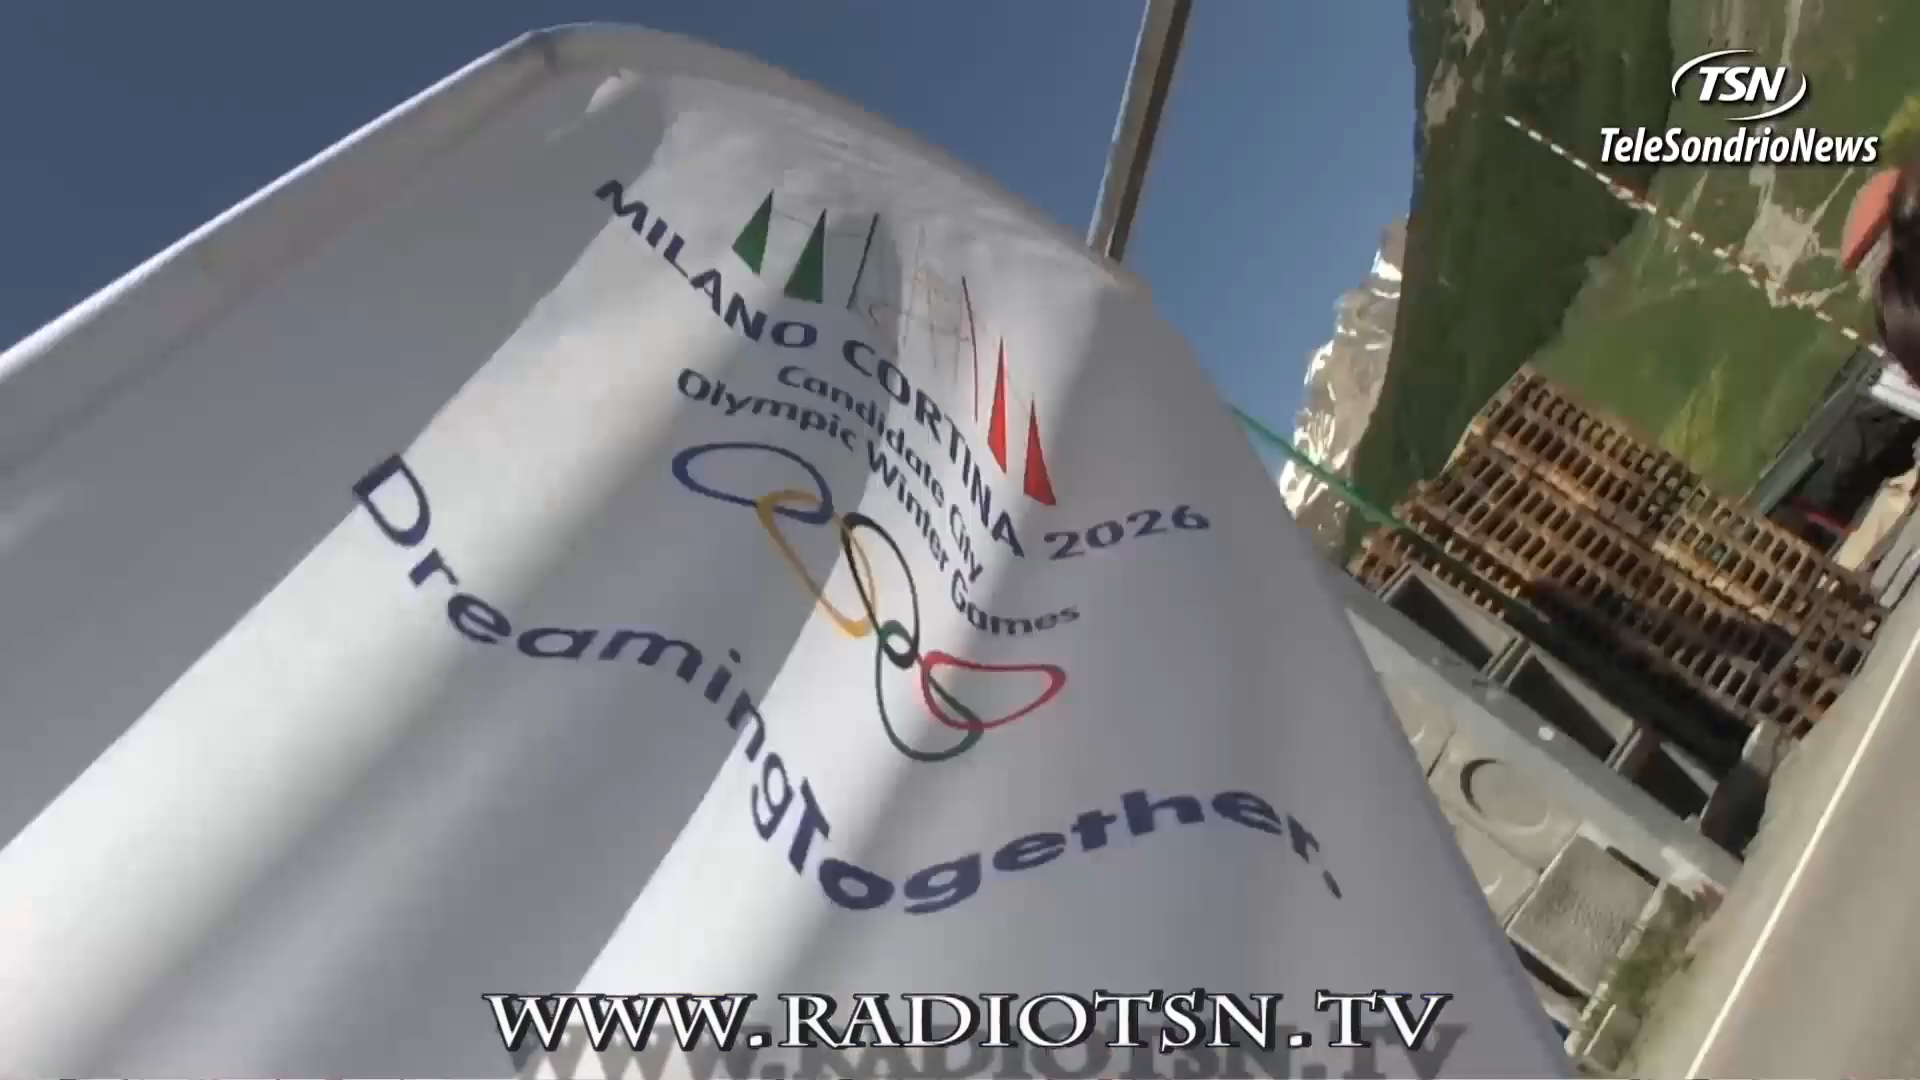 TSN
TeleSondrioNews
MILANO CORTINA 2026
Candidate City
Olympic Winter Games
DreamingTogether
WWW.RADIOTSN.TV